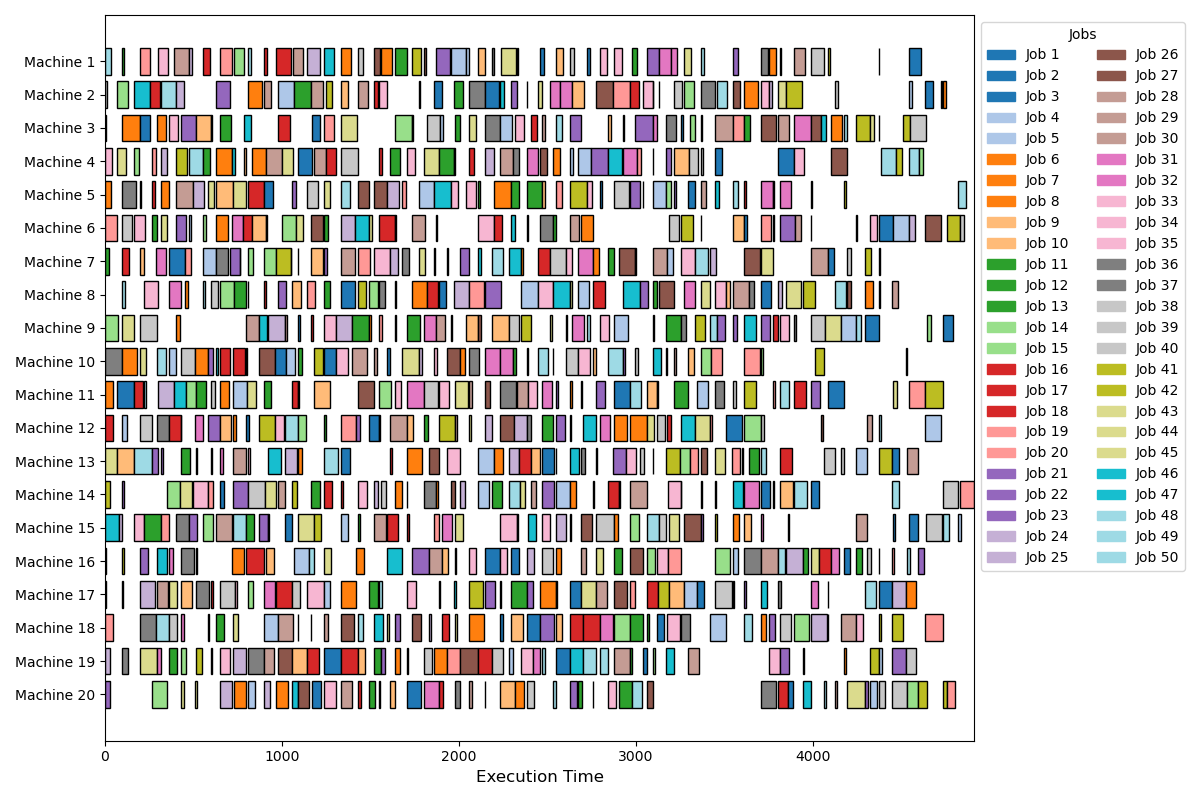 Machine 1
Machine 2
Machine 3
Machine 4
Machine 5
Machine 6
Machine 7
Machine 8
Machine 9
Machine 10
Machine 11
Machine 12
Machine 13
Machine 14
Machine 15
Machine 16
Machine 17
Machine 18
Machine 19
Machine 20
0 1000 2000 3000 4000
Execution Time
Jobs
Job 1 Job 26
Job 2 Job 27
Job 3 Job 28
Job 4 Job 29
Job 5 Job 30
Job 6 Job 31
Job 7 Job 32
Job 8 Job 33
Job 9 Job 34
Job 10 Job 35
Job 11 Job 36
Job 12 Job 37
Job 13 Job 38
Job 14 Job 39
Job 15 Job 40
Job 16 Job 41
Job 17 Job 42
Job 18 Job 43
Job 19 Job 44
Job 20 Job 45
Job 21 Job 46
Job 22 Job 47
Job 23 Job 48
Job 24 Job 49
Job 25 Job 50